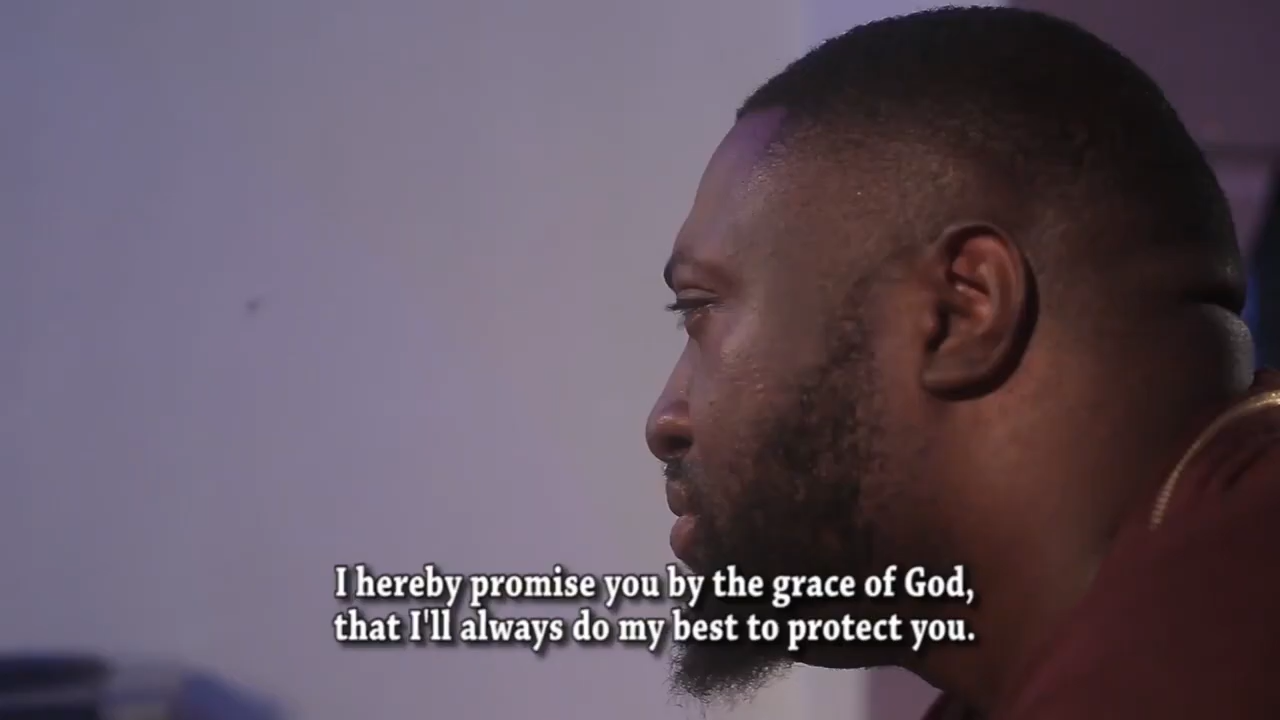 I hereby promise you by the grace of God,
that I'll always do my best to protect you.